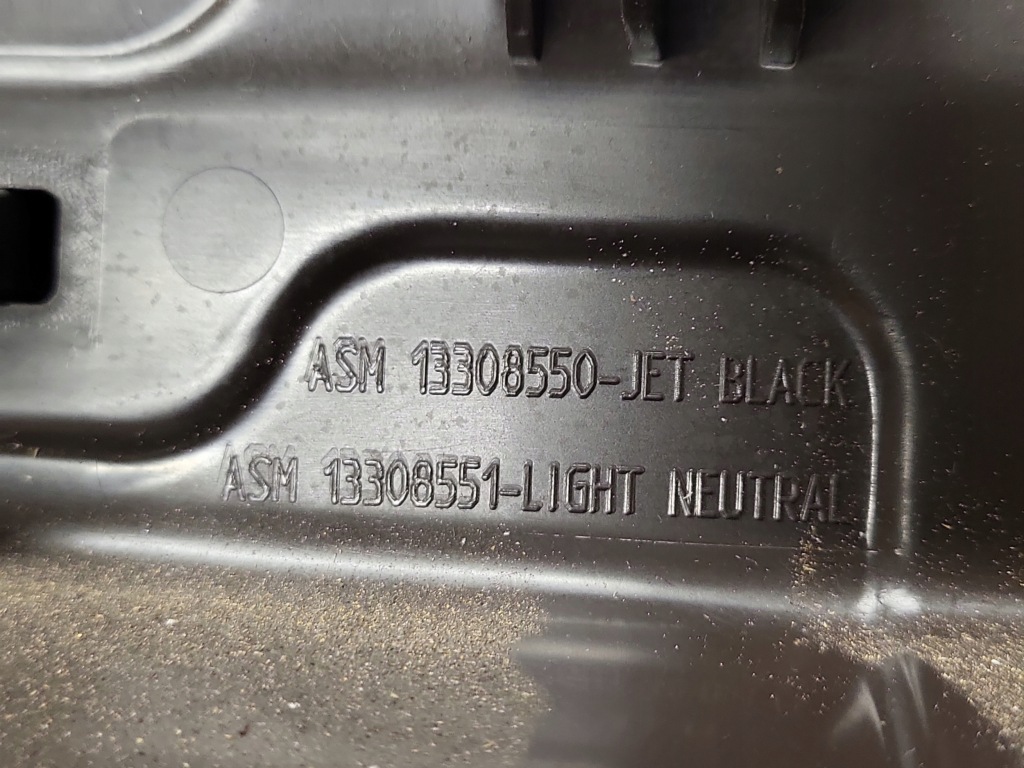 ASM 13308550-JET BLACK
ASM 13308551-LIGHT NEUTRAL